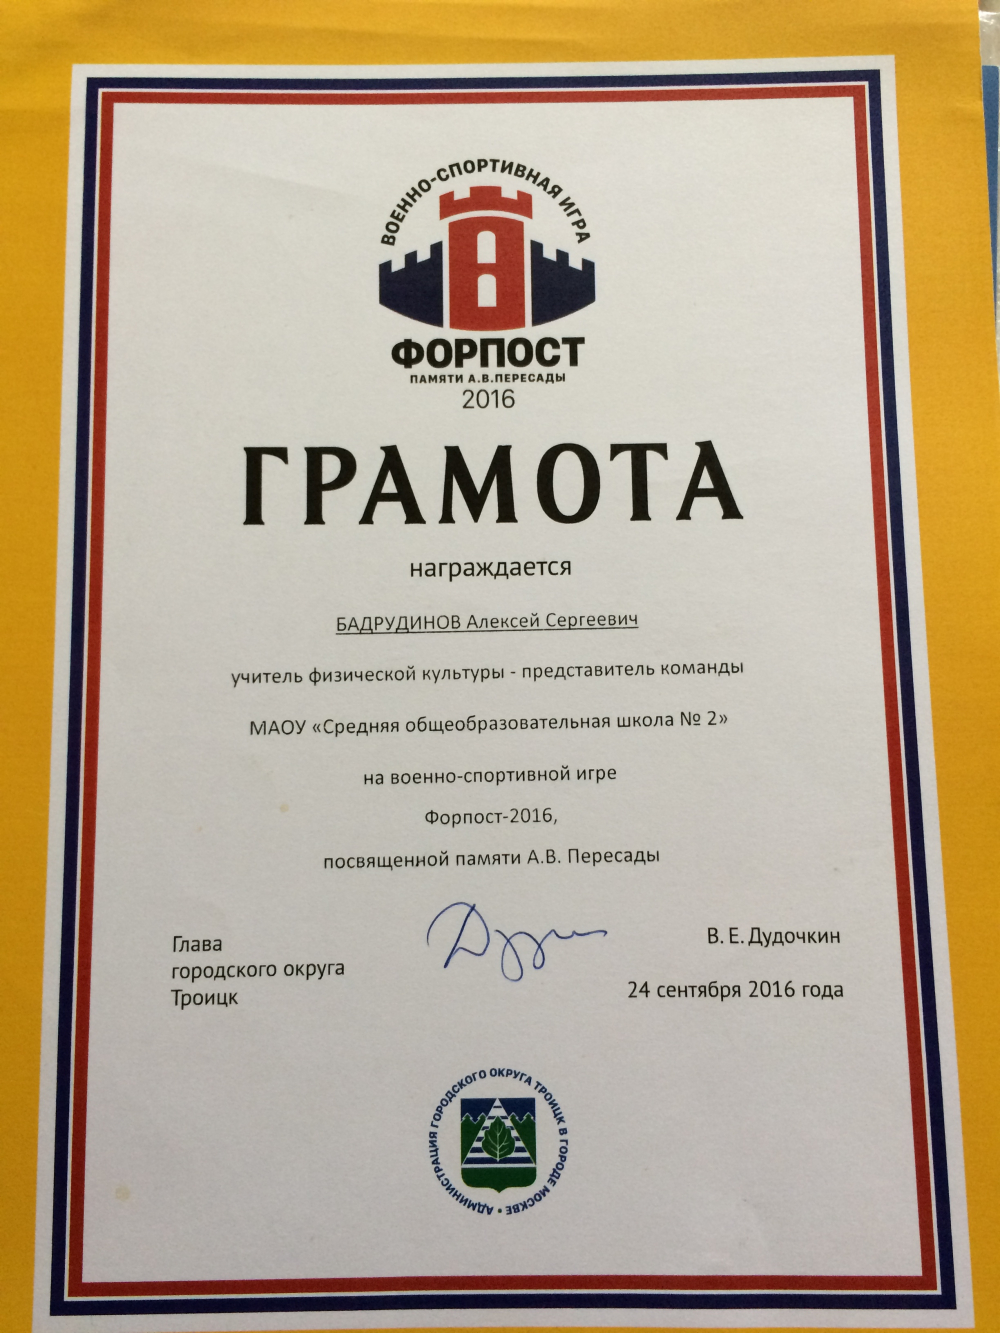 ВОЕННО-СПОРТИВНАЯ ИГРА
ФОРПОСТ
ПАМЯТИ А.В.ПЕРЕСАДЫ
2016
ГРАМОТА
награждается
БАДРУДИНОВ Алексей Сергеевич
учитель физической культуры - представитель команды
МАОУ «Средняя общеобразовательная школа № 2»
на военно-спортивной игре
Форпост-2016,
посвященной памяти А.В. Пересады
Глава
городского округа
Троицк
В. Е. Дудочкин
24 сентября 2016 года
АДМИНИСТРАЦИЯ ГОРОДСКОГО ОКРУГА ТРОИЦК В ГОРОДЕ МОСКВЕ •